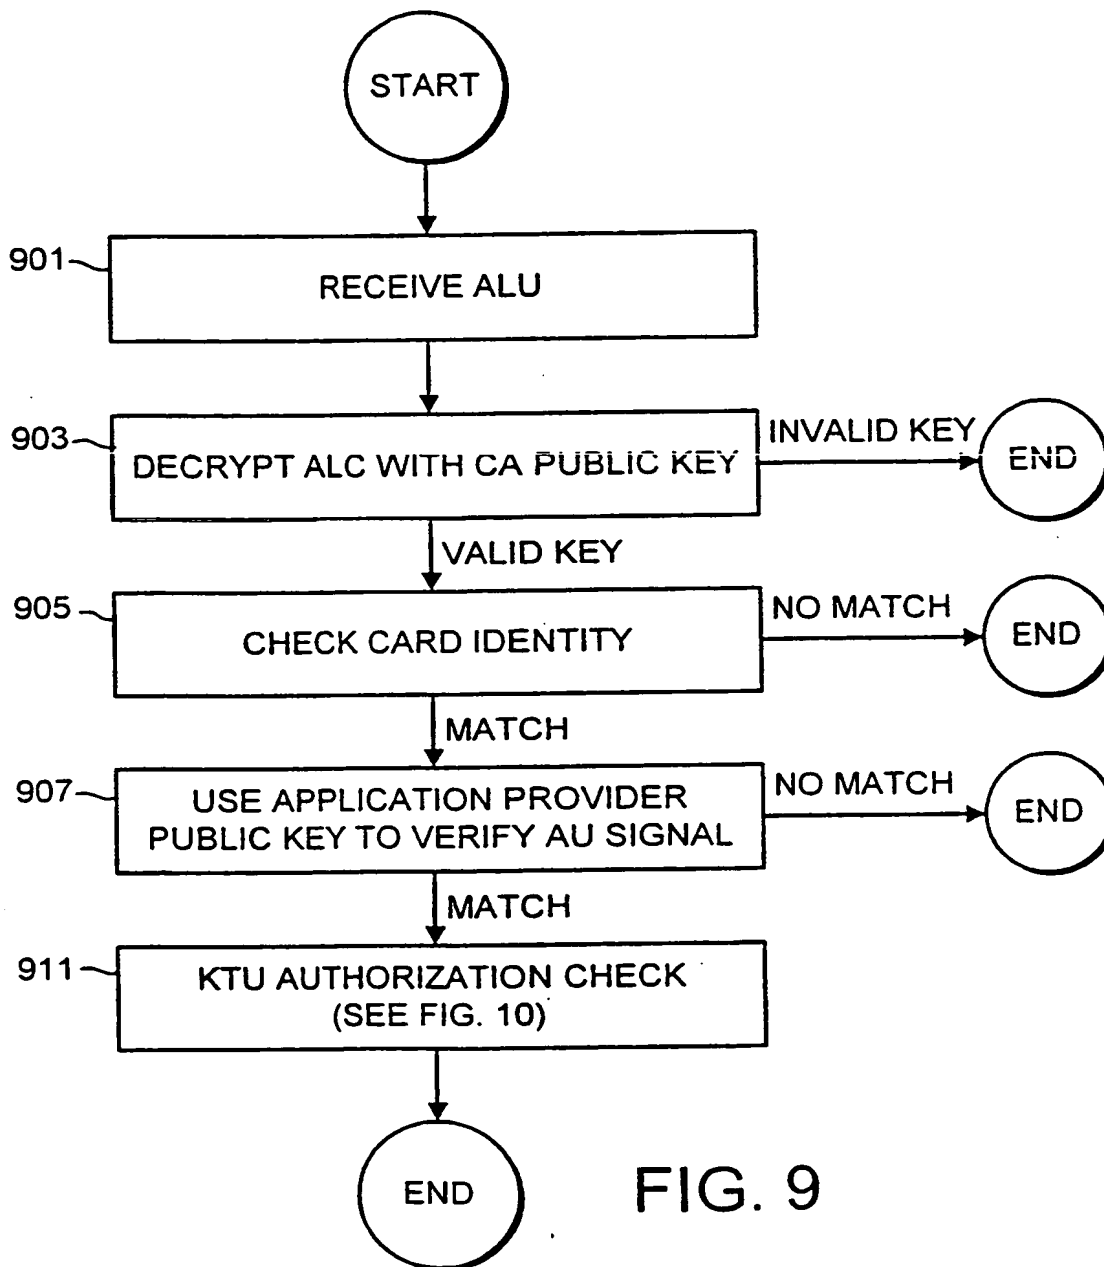 START
901
RECEIVE ALU
903
DECRYPT ALC WITH CA PUBLIC KEY
INVALID KEY
END
VALID KEY
905
CHECK CARD IDENTITY
NO MATCH
END
MATCH
907
USE APPLICATION PROVIDER
PUBLIC KEY TO VERIFY AU SIGNAL
NO MATCH
END
MATCH
911
KTU AUTHORIZATION CHECK
(SEE FIG. 10)
END
FIG. 9